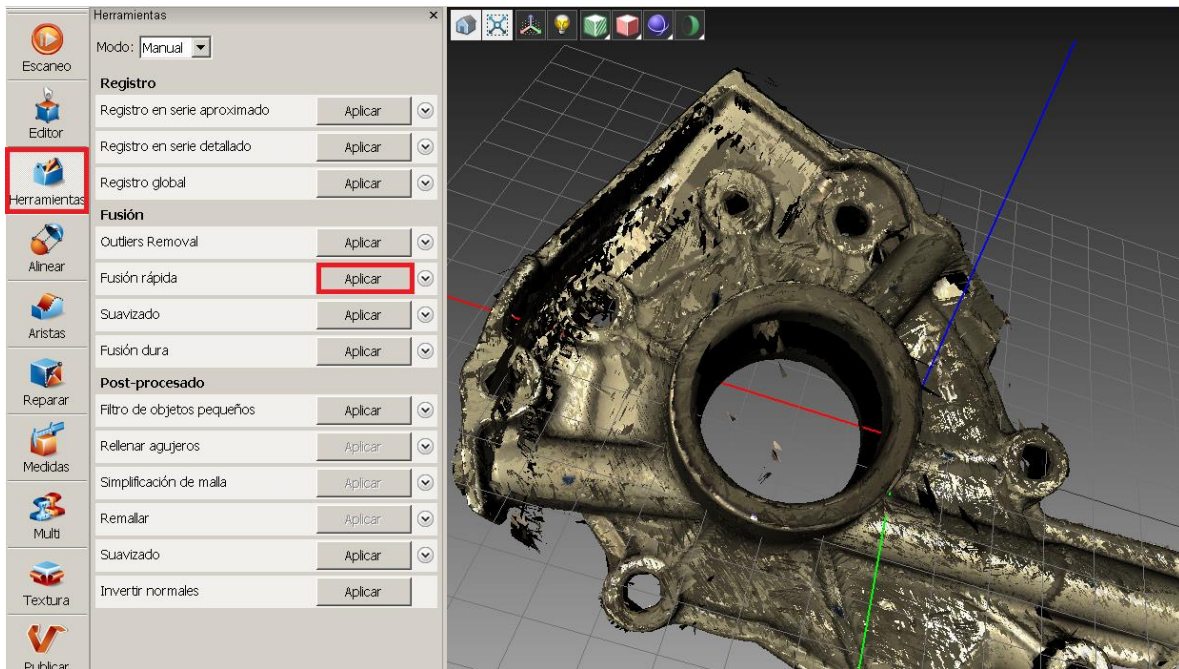 Escaneo
Editor
Herramientas
Alinear
Aristas
Reparar
Medidas
Multi
Textura
Publicar
Herramientas
Modo: Manual
Registro
Registro en serie aproximado Aplicar
Registro en serie detallado Aplicar
Registro global Aplicar
Fusión
Outliers Removal Aplicar
Fusión rápida Aplicar
Suavizado Aplicar
Fusión dura Aplicar
Post-procesado
Filtro de objetos pequeños Aplicar
Rellenar agujeros Aplicar
Simplificación de malla Aplicar
Remallar Aplicar
Suavizado Aplicar
Invertir normales Aplicar